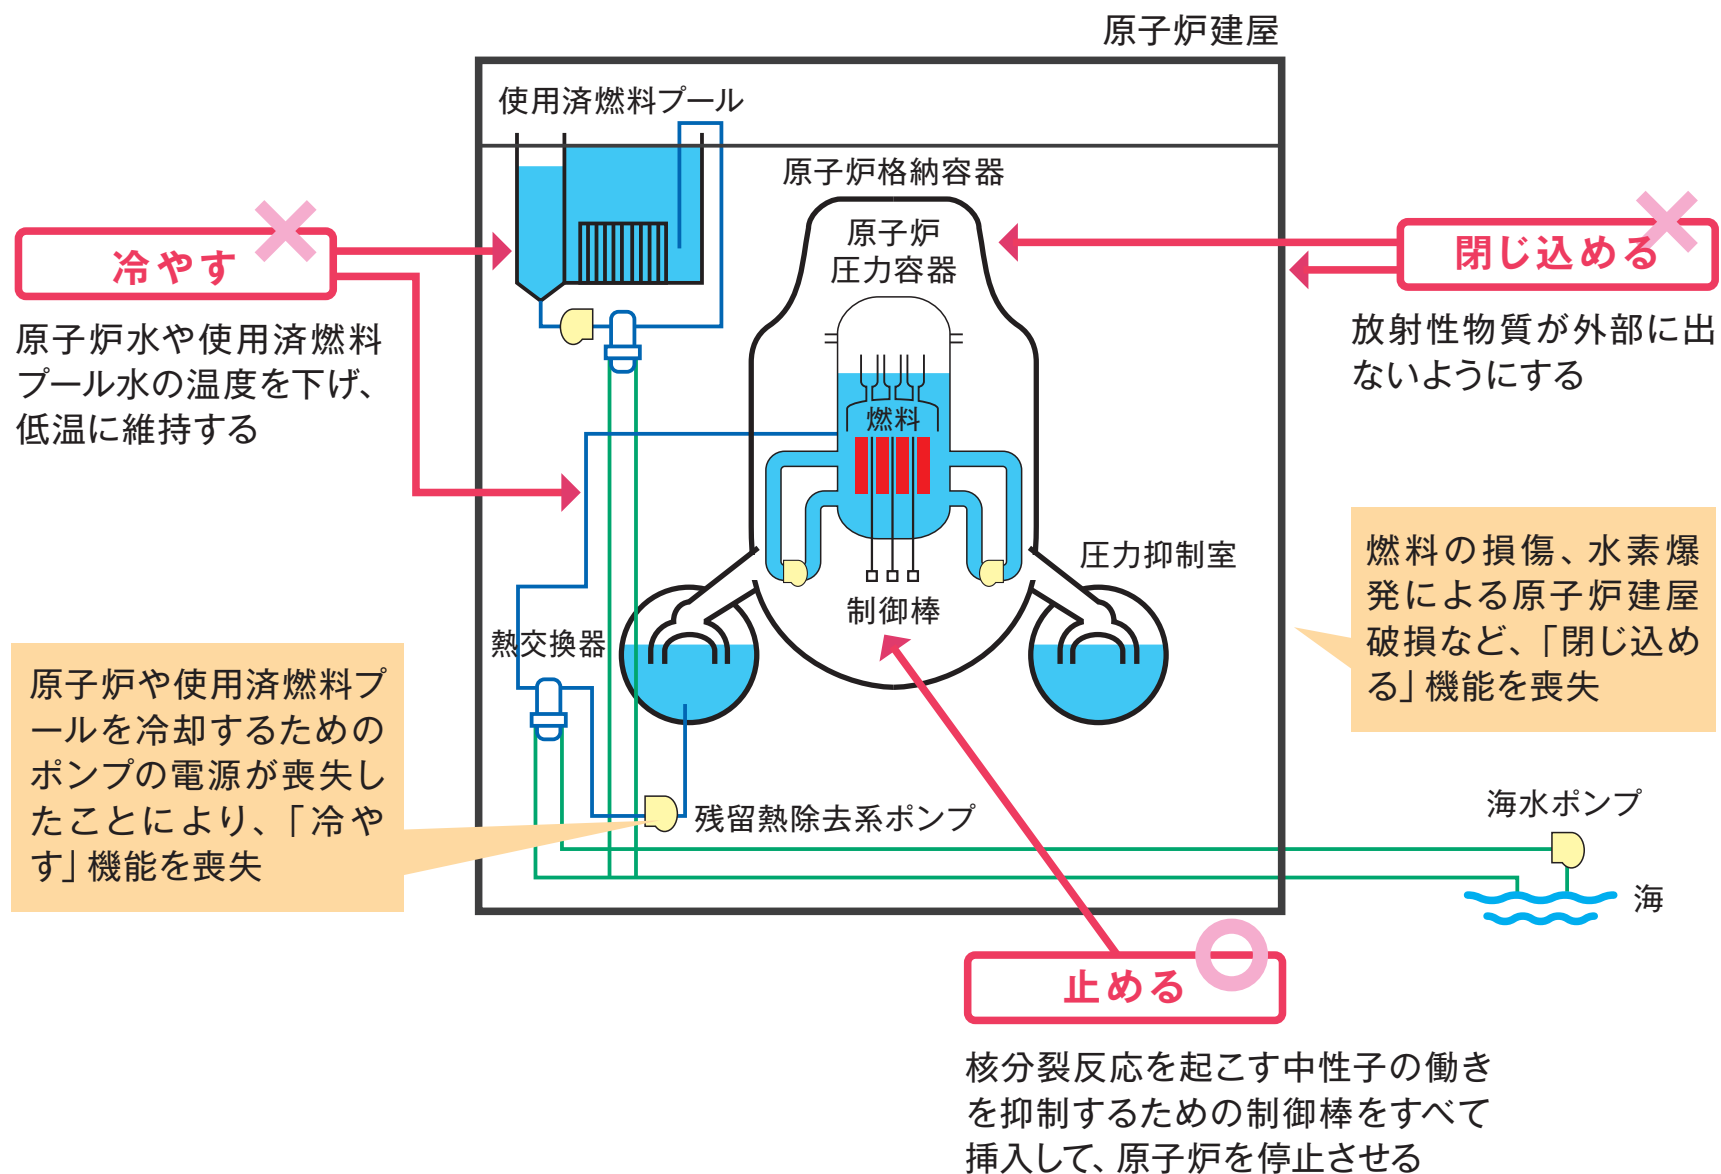 原子炉建屋
使用済燃料プール
原子炉格納容器
原子炉
圧力容器
冷やす
閉じ込める
原子炉水や使用済燃料
プール水の温度を下げ、
低温に維持する
放射性物質が外部に出
ないようにする
燃料
圧力抑制室
制御棒
熱交換器
燃料の損傷、水素爆
発による原子炉建屋
破損など、「閉じ込め
る」機能を喪失
原子炉や使用済燃料プ
ールを冷却するための
ポンプの電源が喪失し
たことにより、「冷や
す」機能を喪失
残留熱除去系ポンプ
海水ポンプ
海
止める
核分裂反応を起こす中性子の働き
を抑制するための制御棒をすべて
挿入して、原子炉を停止させる